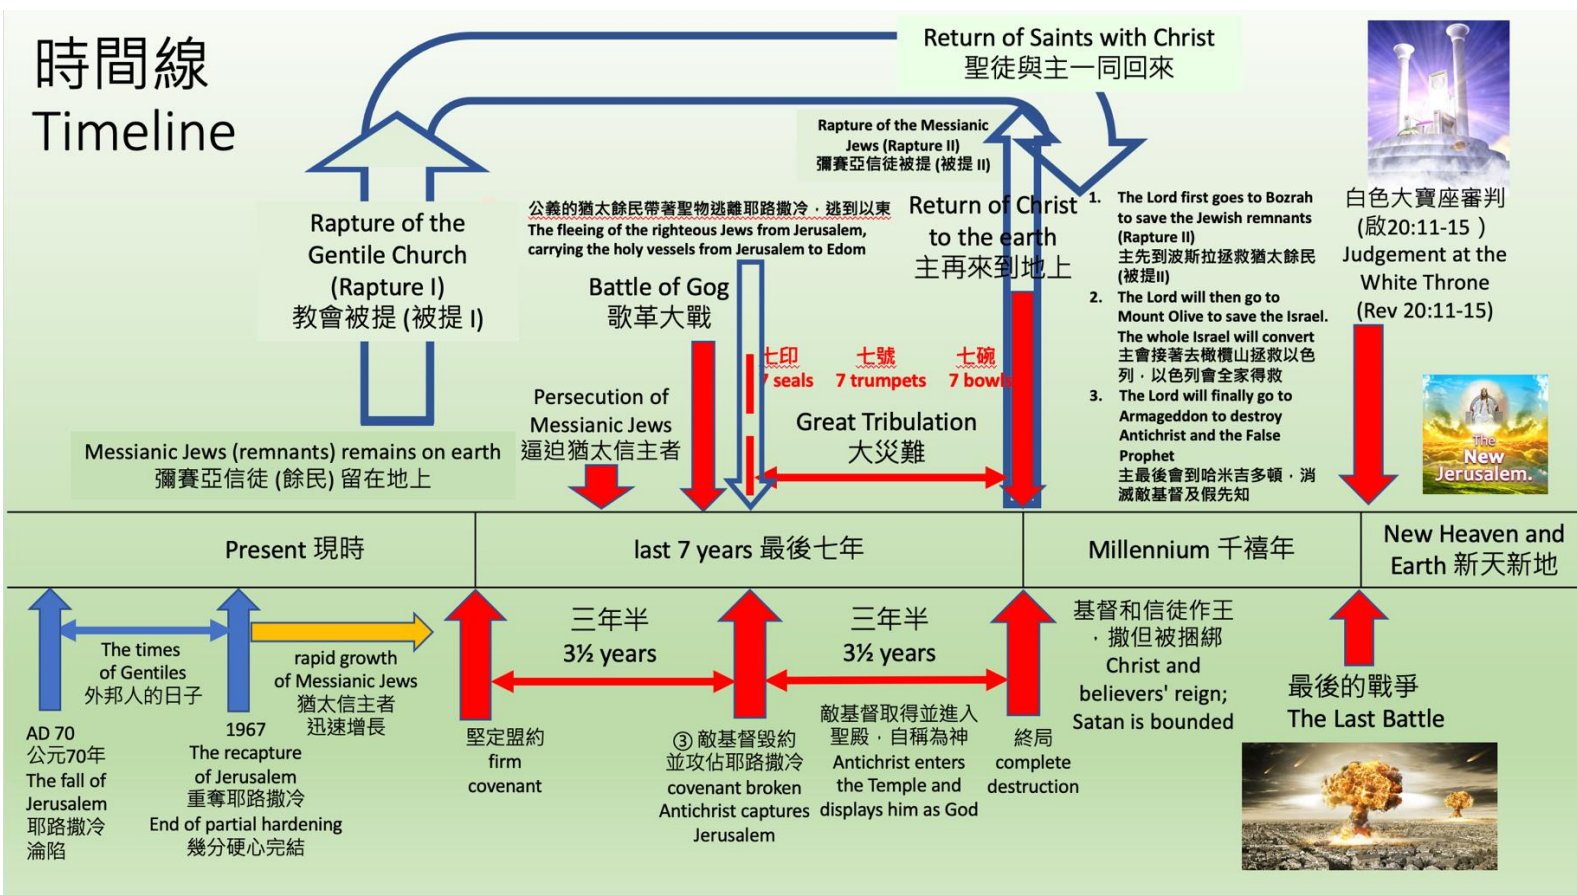 時間線
Timeline
Return of Saints with Christ
聖徒與主一同回來
Rapture of the Messianic
Jews (Rapture II)
彌賽亞信徒被提 (被提 II)
Rapture of the
Gentile Church
(Rapture I)
教會被提 (被提 I)
公義的猶太餘民帶著聖物逃離耶路撒冷，逃到以東
The fleeing of the righteous Jews from Jerusalem,
carrying the holy vessels from Jerusalem to Edom
Return of Christ
to the earth
主再來到地上
1. The Lord first goes to Bozrah
to save the Jewish remnants
(Rapture II)
主先到波斯拉拯救猶太餘民
(被提II)
2. The Lord will then go to
Mount Olive to save the Israel.
The whole Israel will convert
主會接著去橄欖山拯救以色
列，以色列會全家得救
3. The Lord will finally go to
Armageddon to destroy
Antichrist and the False
Prophet
主最後會到哈米吉多頓，消
滅敵基督及假先知
白色大寶座審判
(啟20:11-15 )
Judgement at the
White Throne
(Rev 20:11-15)
Battle of Gog
歌革大戰
七印
7 seals
七號
7 trumpets
七碗
7 bowls
Persecution of
Messianic Jews
逼迫猶太信主者
Great Tribulation
大災難
Messianic Jews (remnants) remains on earth
彌賽亞信徒 (餘民) 留在地上
The
New
Jerusalem.
Present 現時
last 7 years 最後七年
Millennium 千禧年
New Heaven and
Earth 新天新地
The times
of Gentiles
外邦人的日子
rapid growth
of Messianic Jews
猶太信主者
迅速增長
三年半
3½ years
三年半
3½ years
基督和信徒作王
，撒但被捆綁
Christ and
believers' reign;
Satan is bounded
最後的戰爭
The Last Battle
AD 70
公元70年
The fall of
Jerusalem
耶路撒冷
淪陷
1967
The recapture
of Jerusalem
重奪耶路撒冷
End of partial hardening
幾分硬心完結
堅定盟約
firm
covenant
③ 敵基督毀約
並攻佔耶路撒冷
covenant broken
Antichrist captures
Jerusalem
敵基督取得並進入
聖殿，自稱為神
Antichrist enters
the Temple and
displays him as God
終局
complete
destruction